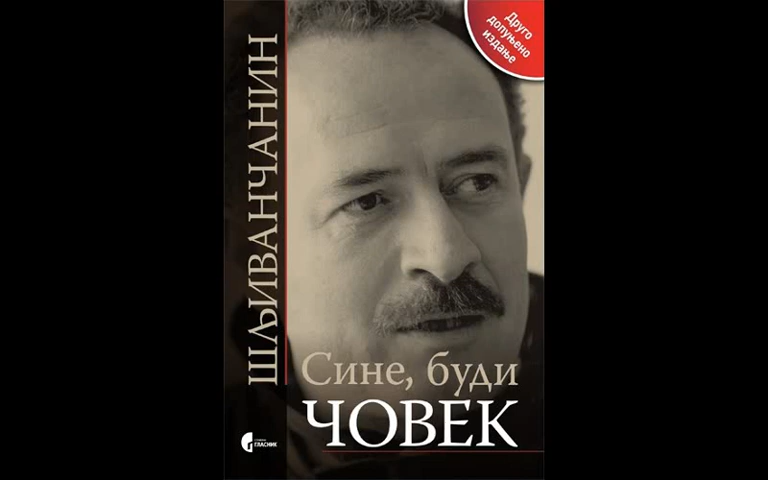 Друго
допуњено
издање
ШЉИВАНЧАНИН
Сине, буди
ЧОВЕК
ГЛАСНИК